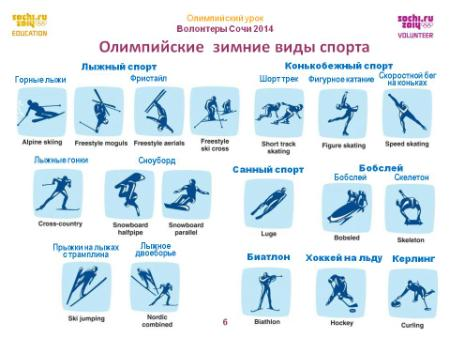 sochi.ru
2014
EDUCATION
Олимпийский урок
Волонтеры Сочи 2014
sochi.ru
2014
VOLUNTEER
Олимпийские зимние виды спорта
Лыжный спорт
Конькобежный спорт
Горные лыжи
Фристайл
Шорт трек
Фигурное катание
Скоростной бег
на коньках
Alpine skiing
Freestyle moguls
Freestyle aerials
Freestyle
ski cross
Short track
skating
Figure skating
Speed skating
Лыжные гонки
Сноуборд
Санный спорт
Бобслей
Бобслей
Скелетон
Cross-country
Snowboard
halfpipe
Snowboard
parallel
Luge
Bobsled
Skeleton
Прыжки на лыжах
с трамплина
Лыжное
двоеборье
Биатлон
Хоккей на льду
Керлинг
Ski jumping
Nordic
combined
Biathlon
Hockey
Curling
6